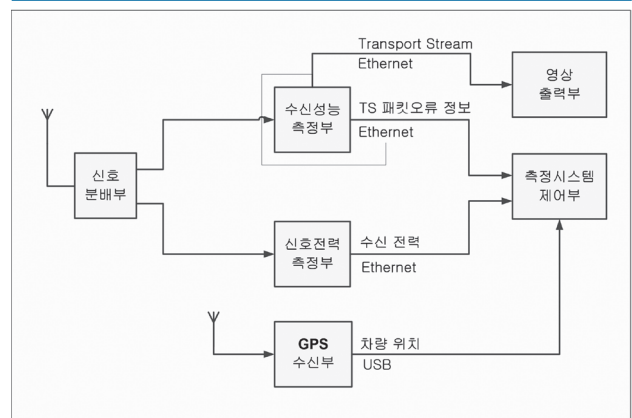 Transport Stream
Ethernet
영상
출력부
수신성능
측정부
TS 패킷오류 정보
Ethernet
신호
분배부
측정시스템
제어부
신호전력
측정부
수신 전력
Ethernet
GPS
수신부
차량 위치
USB